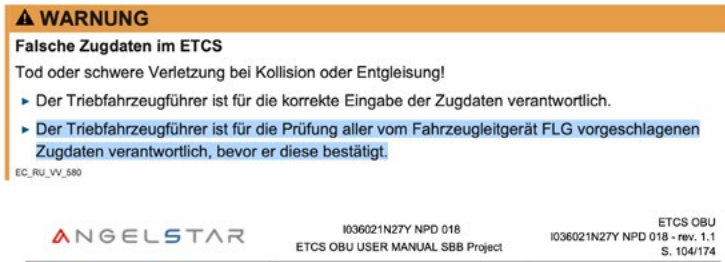 ⚠ WARNUNG
Falsche Zugdaten im ETCS
Tod oder schwere Verletzung bei Kollision oder Entgleisung!
▸ Der Triebfahrzeugführer ist für die korrekte Eingabe der Zugdaten verantwortlich.
▸ Der Triebfahrzeugführer ist für die Prüfung aller vom Fahrzeugleitgerät FLG vorgeschlagenen
Zugdaten verantwortlich, bevor er diese bestätigt.
EC_RU_VV_580
ANGELSTAR
I036021N27Y NPD 018
ETCS OBU USER MANUAL SBB Project
ETCS OBU
I036021N27Y NPD 018 - rev. 1.1
S. 104/174